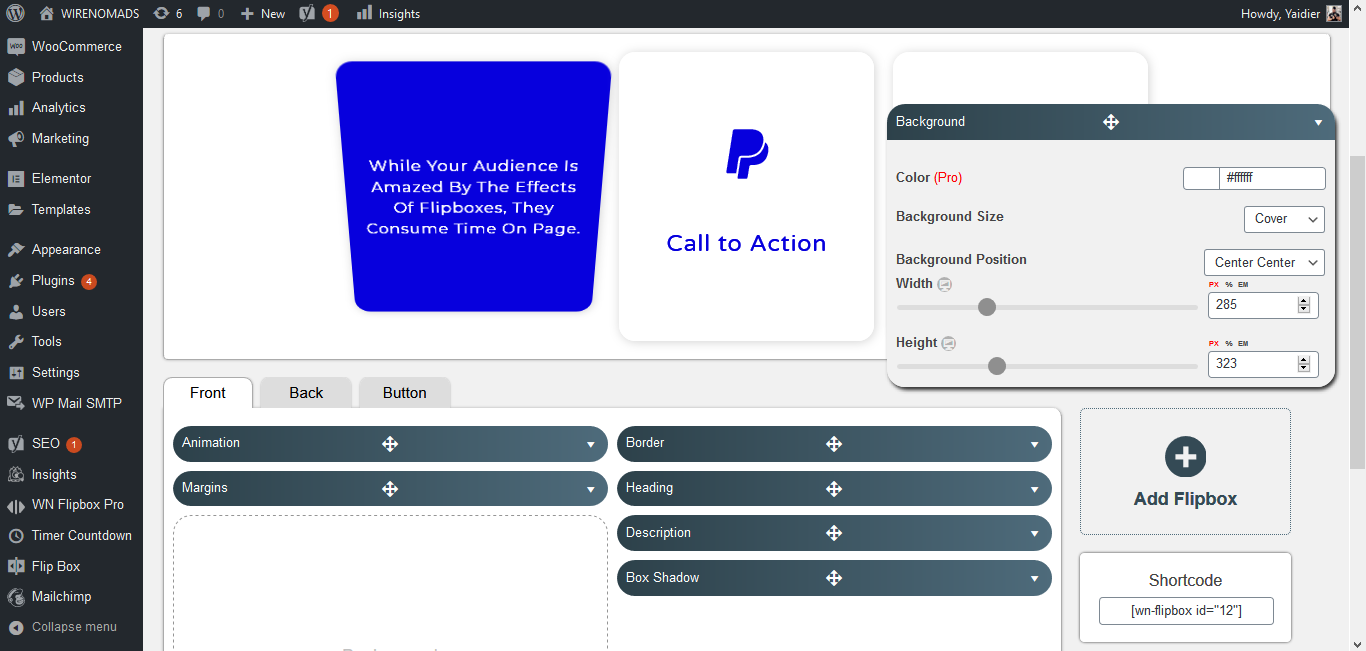 WIRENOMADS
6
0
New
1
Insights
Howdy, Yaidier
WooCommerce
Products
Analytics
Marketing
Elementor
Templates
Appearance
Plugins 4
Users
Tools
Settings
WP Mail SMTP
SEO 1
Insights
WN Flipbox Pro
Timer Countdown
Flip Box
Mailchimp
Collapse menu
While Your Audience Is
Amazed By The Effects
Of Flipboxes, They
Consume Time On Page.
Call to Action
Background
Color (Pro)
#ffffff
Background Size
Cover
Background Position
Center Center
Width
PX % EM
285
Height
PX % EM
323
Front
Back
Button
Animation
Margins
Border
Heading
Description
Box Shadow
Add Flipbox
Shortcode
[wn-flipbox id="12"]